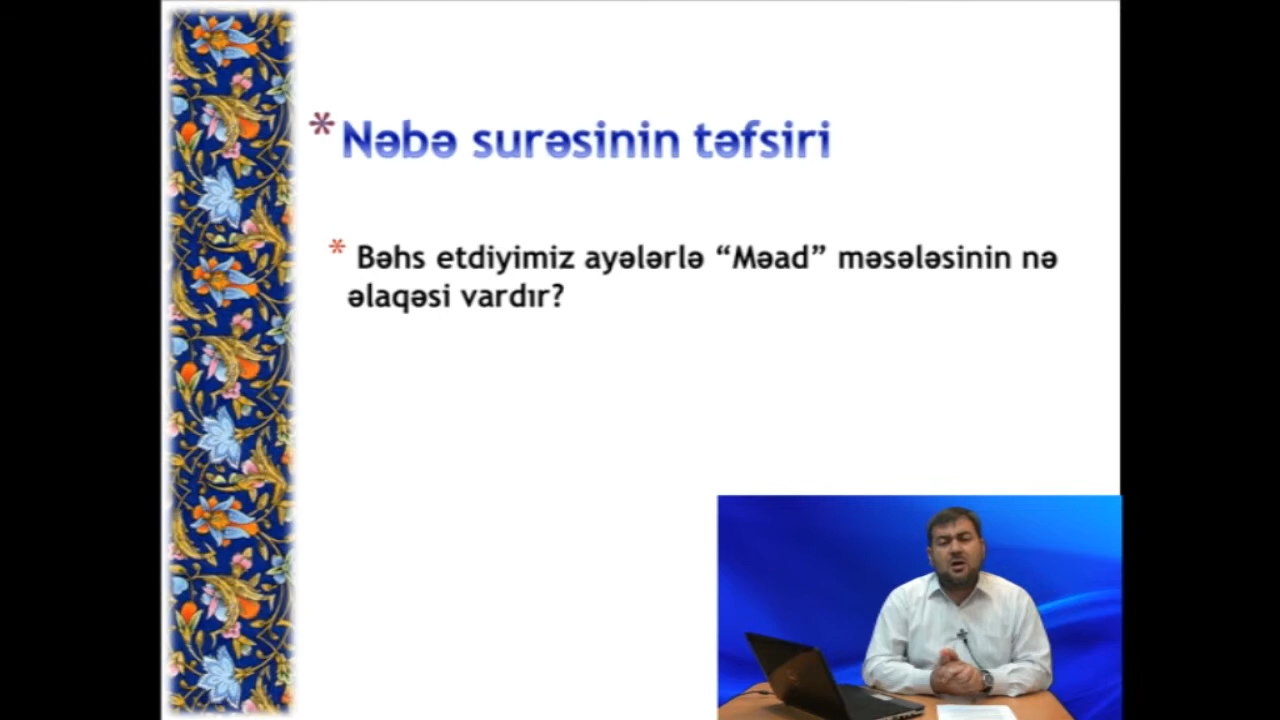 * Nəbə surəsinin təfsiri
* Bəhs etdiyimiz ayələrlə “Məad” məsələsinin nə
əlaqəsi vardır?